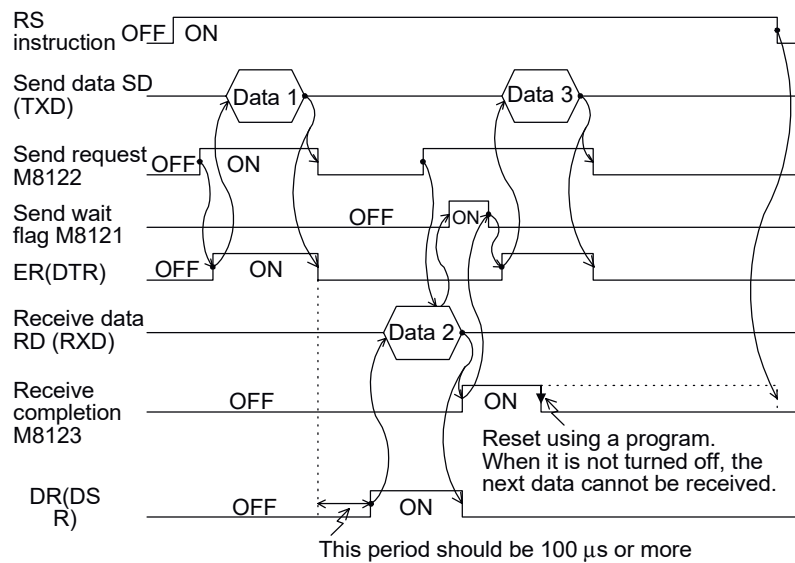 RS
instruction OFF ON
Send data SD
(TXD)
Data 1
Data 3
Send request
M8122
OFF ON
Send wait
flag M8121
OFF
ON
ER(DTR)
OFF ON
Receive data
RD (RXD)
Data 2
Receive
completion
M8123
OFF
ON
Reset using a program.
When it is not turned off, the
next data cannot be received.
DR(DS
R)
OFF
ON
This period should be 100 μs or more